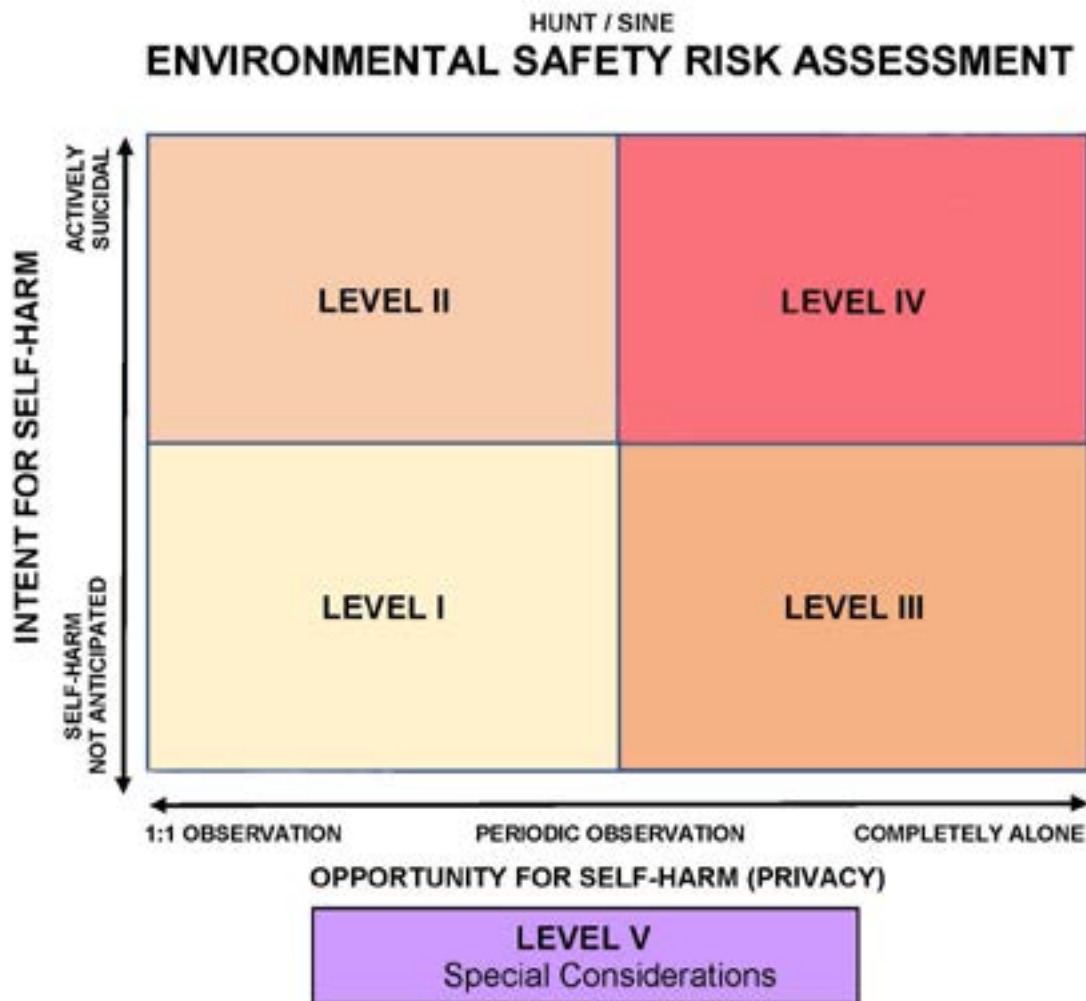 HUNT / SINE
ENVIRONMENTAL SAFETY RISK ASSESSMENT
INTENT FOR SELF-HARM
ACTIVELY
SUICIDAL
SELF-HARM
NOT ANTICIPATED
LEVEL II
LEVEL IV
LEVEL I
LEVEL III
1:1 OBSERVATION
PERIODIC OBSERVATION
COMPLETELY ALONE
OPPORTUNITY FOR SELF-HARM (PRIVACY)
LEVEL V
Special Considerations